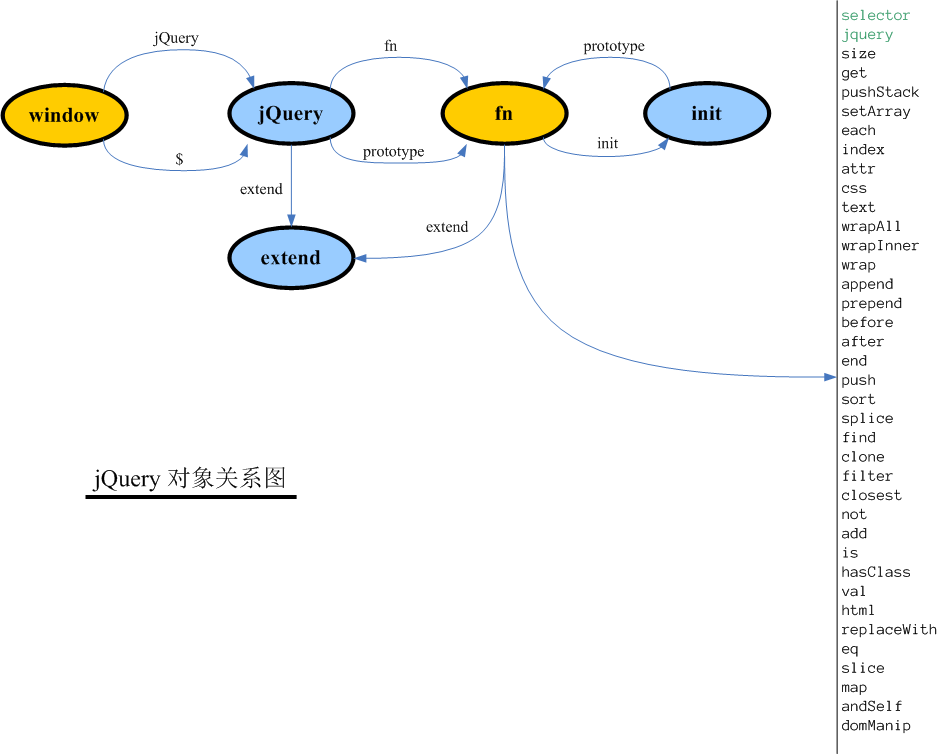 jQuery
fn
prototype
window
jQuery
fn
init
$
prototype
init
extend
extend
extend
jQuery 对象关系图
selector
jquery
size
get
pushStack
setArray
each
index
attr
css
text
wrapAll
wrapInner
wrap
append
prepend
before
after
end
push
sort
splice
find
clone
filter
closest
not
add
is
hasClass
val
html
replaceWith
eq
slice
map
andSelf
domManip